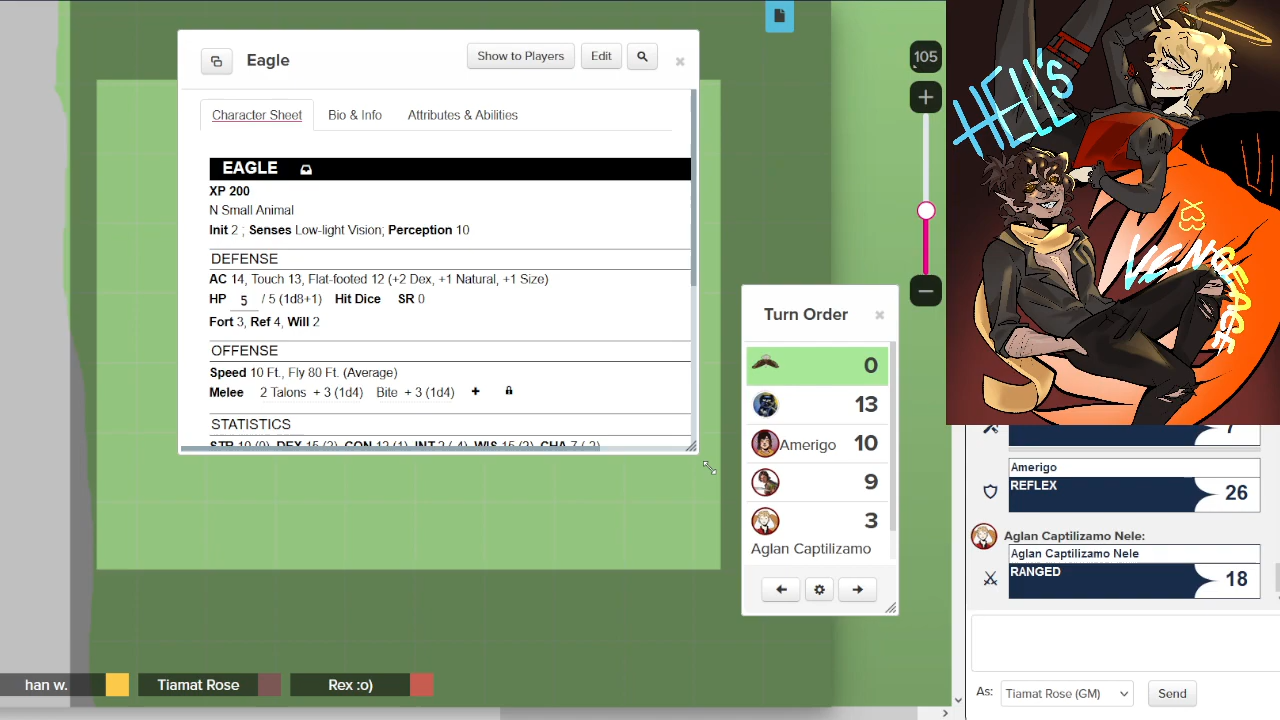 Eagle
Show to Players
Edit
Character Sheet
Bio & Info
Attributes & Abilities
EAGLE
XP 200
N Small Animal
Init 2 ; Senses Low-light Vision; Perception 10
DEFENSE
AC 14, Touch 13, Flat-footed 12 (+2 Dex, +1 Natural, +1 Size)
HP 5 / 5 (1d8+1) Hit Dice SR 0
Fort 3, Ref 4, Will 2
OFFENSE
Speed 10 Ft., Fly 80 Ft. (Average)
Melee 2 Talons + 3 (1d4) Bite + 3 (1d4) +
STATISTICS
Turn Order
0
13
Amerigo 10
9
3
Aglan Captilizamo
105
HELL'S
VENGEACE
Amerigo
REFLEX
26
Aglan Captilizamo Nele:
Aglan Captilizamo Nele
RANGED
18
As: Tiamat Rose (GM)
Send
han w.
Tiamat Rose
Rex :o)